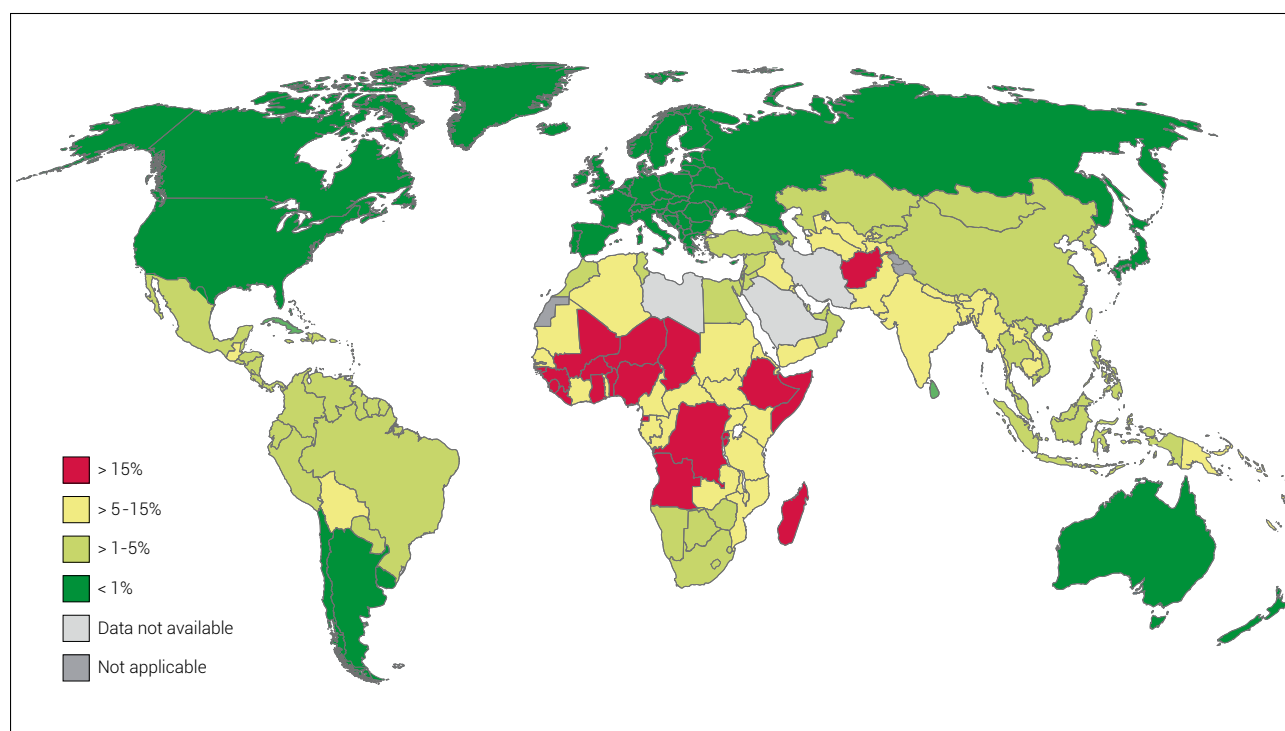 > 15%
> 5-15%
> 1-5%
< 1%
Data not available
Not applicable